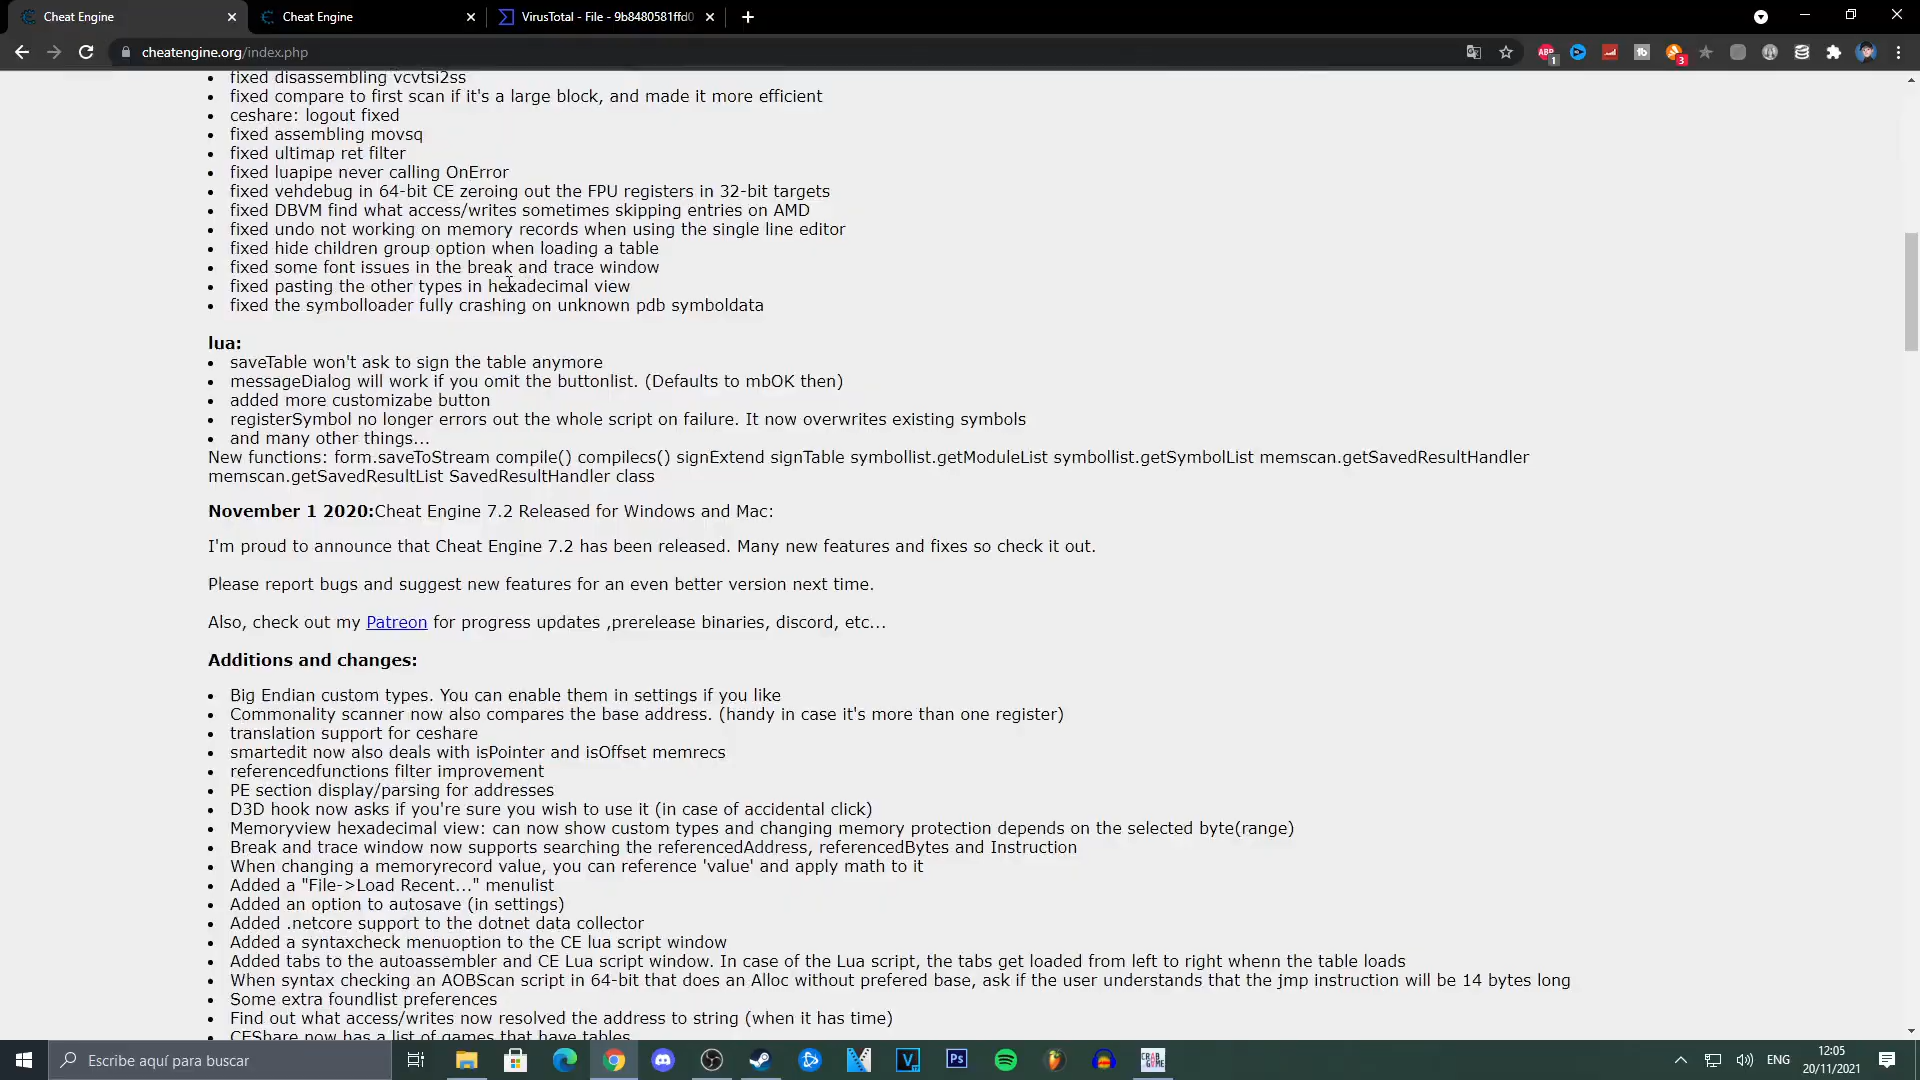 Cheat Engine
Cheat Engine
VirusTotal - File - 9b8480581ffd0
cheatengine.org/index.php
ABP
1
tb
3
fixed disassembling vcvtsi2ss
fixed compare to first scan if it's a large block, and made it more efficient
ceshare: logout fixed
fixed assembling movsq
fixed ultimap ret filter
fixed luapipe never calling OnError
fixed vehdebug in 64-bit CE zeroing out the FPU registers in 32-bit targets
fixed DBVM find what access/writes sometimes skipping entries on AMD
fixed undo not working on memory records when using the single line editor
fixed hide children group option when loading a table
fixed some font issues in the break and trace window
fixed pasting the other types in hexadecimal view
fixed the symbolloader fully crashing on unknown pdb symboldata
lua:
saveTable won't ask to sign the table anymore
messageDialog will work if you omit the buttonlist. (Defaults to mbOK then)
added more customizabe button
registerSymbol no longer errors out the whole script on failure. It now overwrites existing symbols
and many other things...
New functions: form.saveToStream compile() compilecs() signExtend signTable symbollist.getModuleList symbollist.getSymbolList memscan.getSavedResultHandler
memscan.getSavedResultList SavedResultHandler class
November 1 2020:Cheat Engine 7.2 Released for Windows and Mac:
I'm proud to announce that Cheat Engine 7.2 has been released. Many new features and fixes so check it out.
Please report bugs and suggest new features for an even better version next time.
Also, check out my Patreon for progress updates ,prerelease binaries, discord, etc...
Additions and changes:
Big Endian custom types. You can enable them in settings if you like
Commonality scanner now also compares the base address. (handy in case it's more than one register)
translation support for ceshare
smartedit now also deals with isPointer and isOffset memrecs
referencedfunctions filter improvement
PE section display/parsing for addresses
D3D hook now asks if you're sure you wish to use it (in case of accidental click)
Memoryview hexadecimal view: can now show custom types and changing memory protection depends on the selected byte(range)
Break and trace window now supports searching the referencedAddress, referencedBytes and Instruction
When changing a memoryrecord value, you can reference 'value' and apply math to it
Added a "File->Load Recent..." menulist
Added an option to autosave (in settings)
Added .netcore support to the dotnet data collector
Added a syntaxcheck menuoption to the CE lua script window
Added tabs to the autoassembler and CE Lua script window. In case of the Lua script, the tabs get loaded from left to right whenn the table loads
When syntax checking an AOBScan script in 64-bit that does an Alloc without prefered base, ask if the user understands that the jmp instruction will be 14 bytes long
Some extra foundlist preferences
Find out what access/writes now resolved the address to string (when it has time)
CEShare now has a list of games that have tables
Escribe aquí para buscar
V
Ps
CRAB
GAME
ENG
12:05
20/11/2021